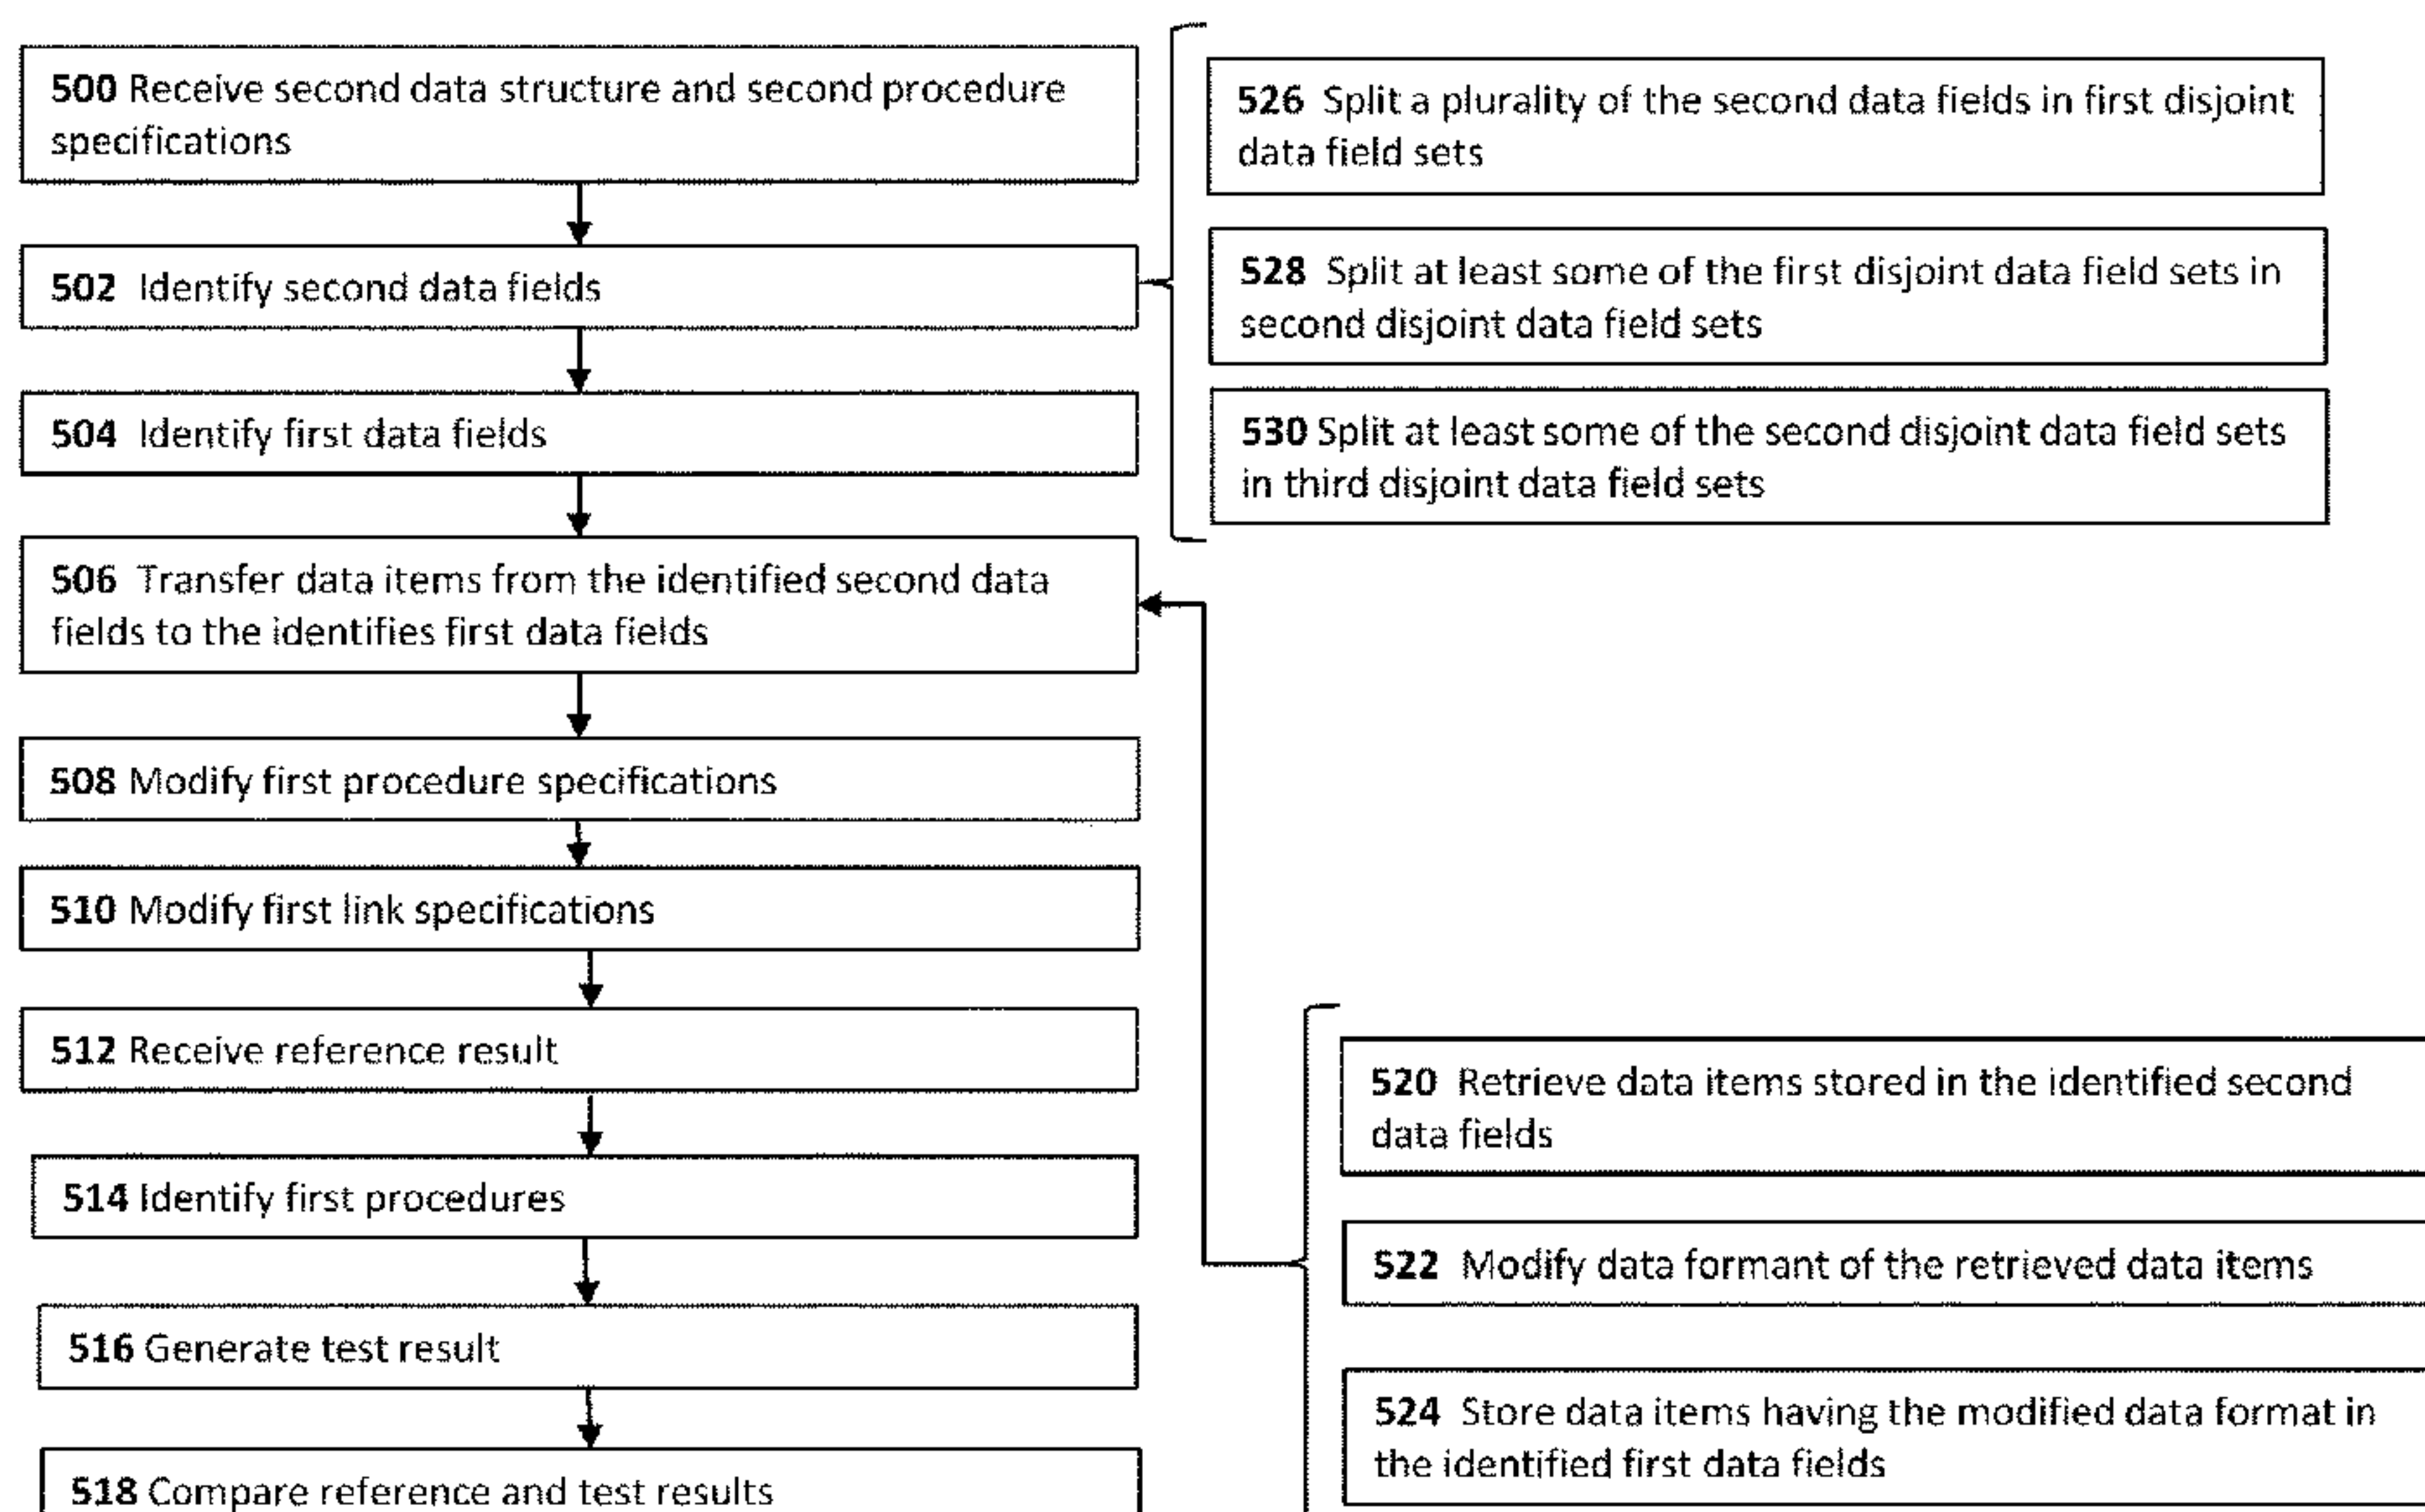 500 Receive second data structure and second procedure
specifications
502 Identify second data fields
504 Identify first data fields
506 Transfer data items from the identified second data
fields to the identifies first data fields
508 Modify first procedure specifications
510 Modify first link specifications
512 Receive reference result
514 Identify first procedures
516 Generate test result
518 Compare reference and test results
526 Split a plurality of the second data fields in first disjoint
data field sets
528 Split at least some of the first disjoint data field sets in
second disjoint data field sets
530 Split at least some of the second disjoint data field sets
in third disjoint data field sets
520 Retrieve data items stored in the identified second
data fields
522 Modify data formant of the retrieved data items
524 Store data items having the modified data format in
the identified first data fields